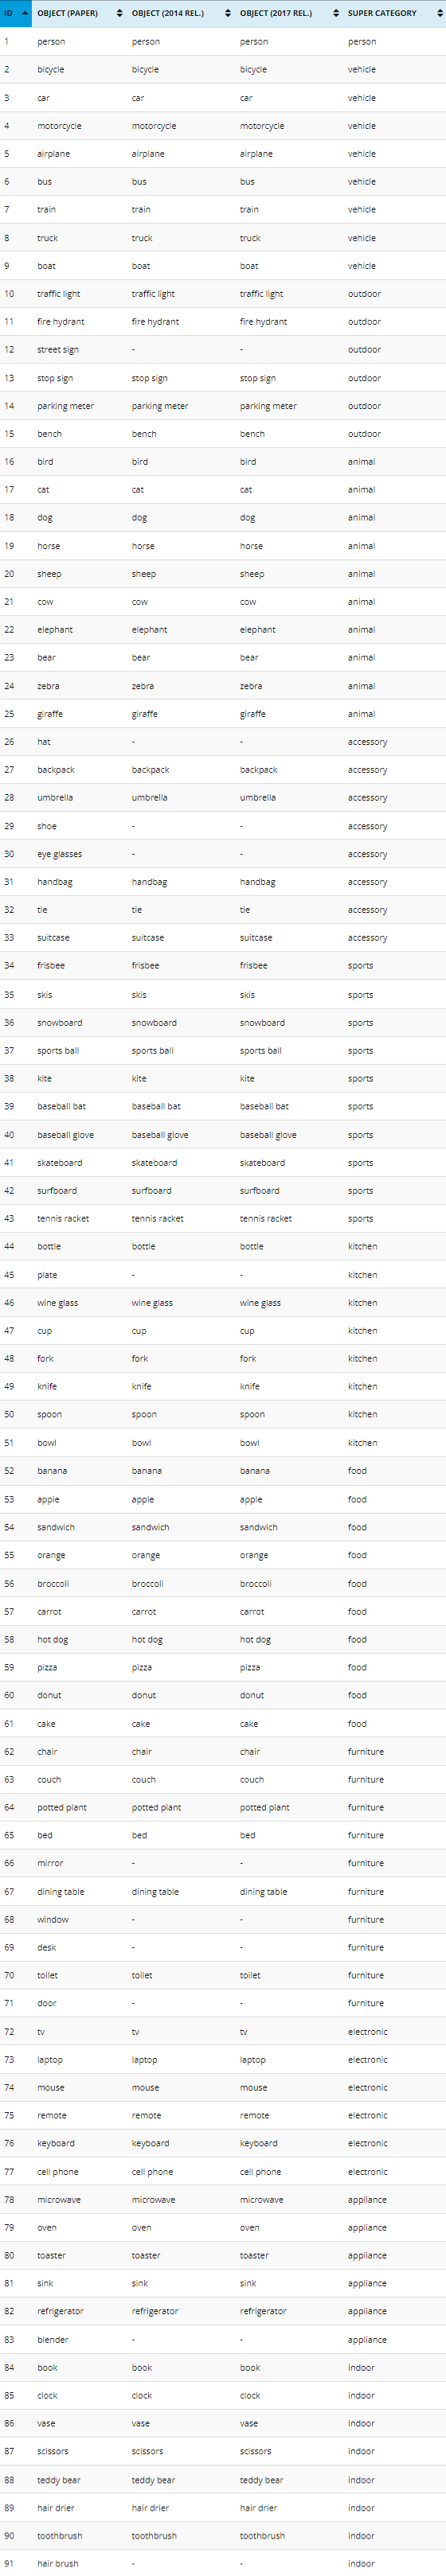 ID OBJECT (PAPER) OBJECT (2014 REL.) OBJECT (2017 REL.) SUPER CATEGORY
1 person person person person
2 bicycle bicycle bicycle vehicle
3 car car car vehicle
4 motorcycle motorcycle motorcycle vehicle
5 airplane airplane airplane vehicle
6 bus bus bus vehicle
7 train train train vehicle
8 truck truck truck vehicle
9 boat boat boat vehicle
10 traffic light traffic light traffic light outdoor
11 fire hydrant fire hydrant fire hydrant outdoor
12 street sign - - outdoor
13 stop sign stop sign stop sign outdoor
14 parking meter parking meter parking meter outdoor
15 bench bench bench outdoor
16 bird bird bird animal
17 cat cat cat animal
18 dog dog dog animal
19 horse horse horse animal
20 sheep sheep sheep animal
21 cow cow cow animal
22 elephant elephant elephant animal
23 bear bear bear animal
24 zebra zebra zebra animal
25 giraffe giraffe giraffe animal
26 hat - - accessory
27 backpack backpack backpack accessory
28 umbrella umbrella umbrella accessory
29 shoe - - accessory
30 eye glasses - - accessory
31 handbag handbag handbag accessory
32 tie tie tie accessory
33 suitcase suitcase suitcase accessory
34 frisbee frisbee frisbee sports
35 skis skis skis sports
36 snowboard snowboard snowboard sports
37 sports ball sports ball sports ball sports
38 kite kite kite sports
39 baseball bat baseball bat baseball bat sports
40 baseball glove baseball glove baseball glove sports
41 skateboard skateboard skateboard sports
42 surfboard surfboard surfboard sports
43 tennis racket tennis racket tennis racket sports
44 bottle bottle bottle kitchen
45 plate - - kitchen
46 wine glass wine glass wine glass kitchen
47 cup cup cup kitchen
48 fork fork fork kitchen
49 knife knife knife kitchen
50 spoon spoon spoon kitchen
51 bowl bowl bowl kitchen
52 banana banana banana food
53 apple apple apple food
54 sandwich sandwich sandwich food
55 orange orange orange food
56 broccoli broccoli broccoli food
57 carrot carrot carrot food
58 hot dog hot dog hot dog food
59 pizza pizza pizza food
60 donut donut donut food
61 cake cake cake food
62 chair chair chair furniture
63 couch couch couch furniture
64 potted plant potted plant potted plant furniture
65 bed bed bed furniture
66 mirror - - furniture
67 dining table dining table dining table furniture
68 window - - furniture
69 desk - - furniture
70 toilet toilet toilet furniture
71 door - - furniture
72 tv tv tv electronic
73 laptop laptop laptop electronic
74 mouse mouse mouse electronic
75 remote remote remote electronic
76 keyboard keyboard keyboard electronic
77 cell phone cell phone cell phone electronic
78 microwave microwave microwave appliance
79 oven oven oven appliance
80 toaster toaster toaster appliance
81 sink sink sink appliance
82 refrigerator refrigerator refrigerator appliance
83 blender - - appliance
84 book book book indoor
85 clock clock clock indoor
86 vase vase vase indoor
87 scissors scissors scissors indoor
88 teddy bear teddy bear teddy bear indoor
89 hair drier hair drier hair drier indoor
90 toothbrush toothbrush toothbrush indoor
91 hair brush - - indoor